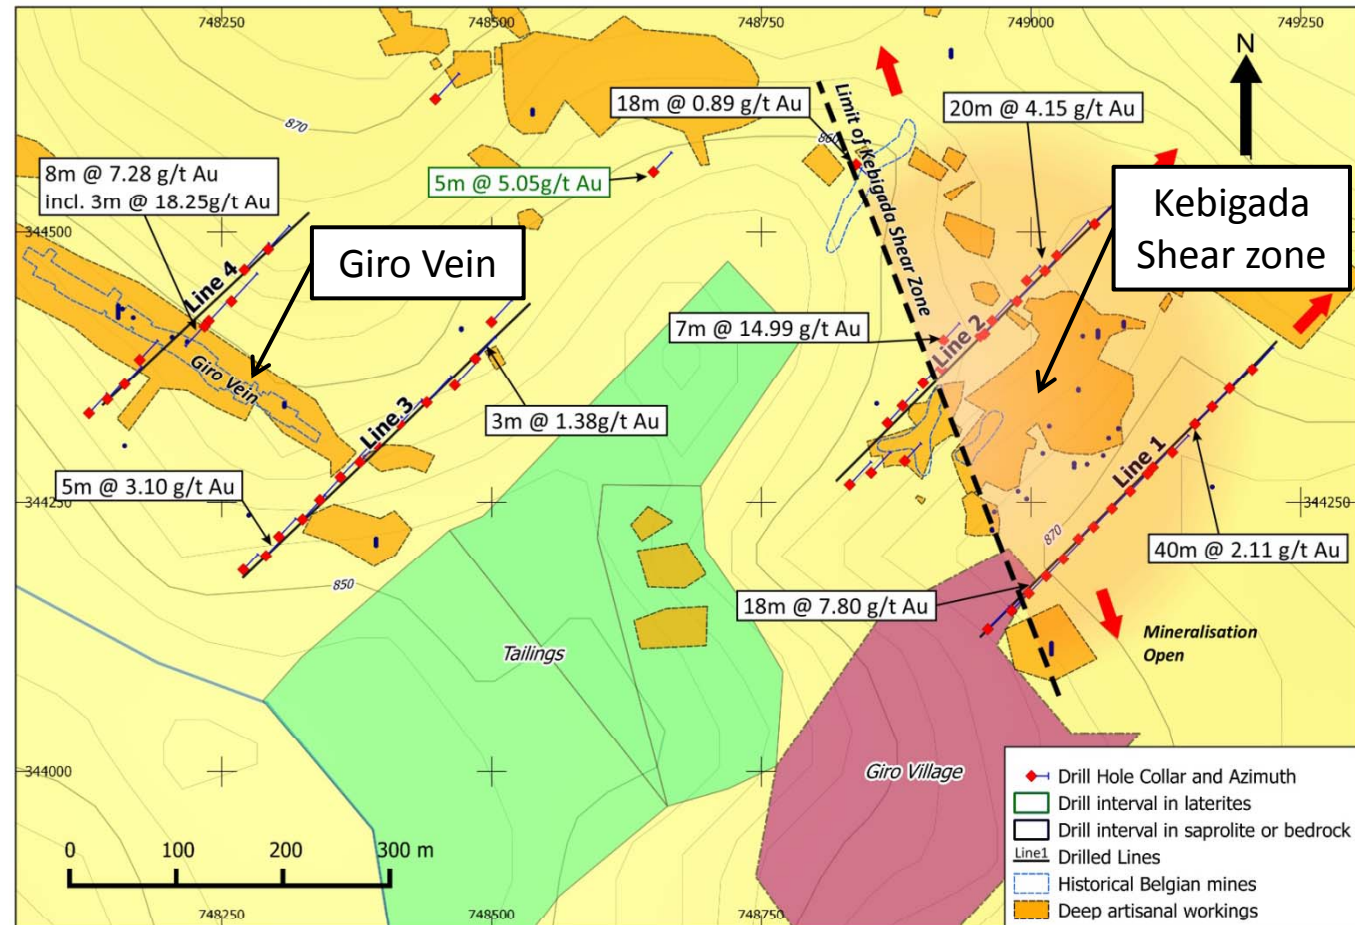 748250
748500
748750
749000
749250
N
870
860
18m @ 0.89 g/t Au
20m @ 4.15 g/t Au
Limit of Kebigada Shear Zone
8m @ 7.28 g/t Au
incl. 3m @ 18.25g/t Au
5m @ 5.05g/t Au
Kebigada
Shear zone
344500
344500
Giro Vein
Line 4
Giro Vein
7m @ 14.99 g/t Au
Line 2
Line 3
3m @ 1.38g/t Au
Line 1
5m @ 3.10 g/t Au
344250
344250
870
40m @ 2.11 g/t Au
850
18m @ 7.80 g/t Au
Mineralisation
Open
Tailings
344000
Giro Village
0 100 200 300 m
Drill Hole Collar and Azimuth
Drill interval in laterites
Drill interval in saprolite or bedrock
Line1 Drilled Lines
Historical Belgian mines
Deep artisanal workings
748250
748500
748750